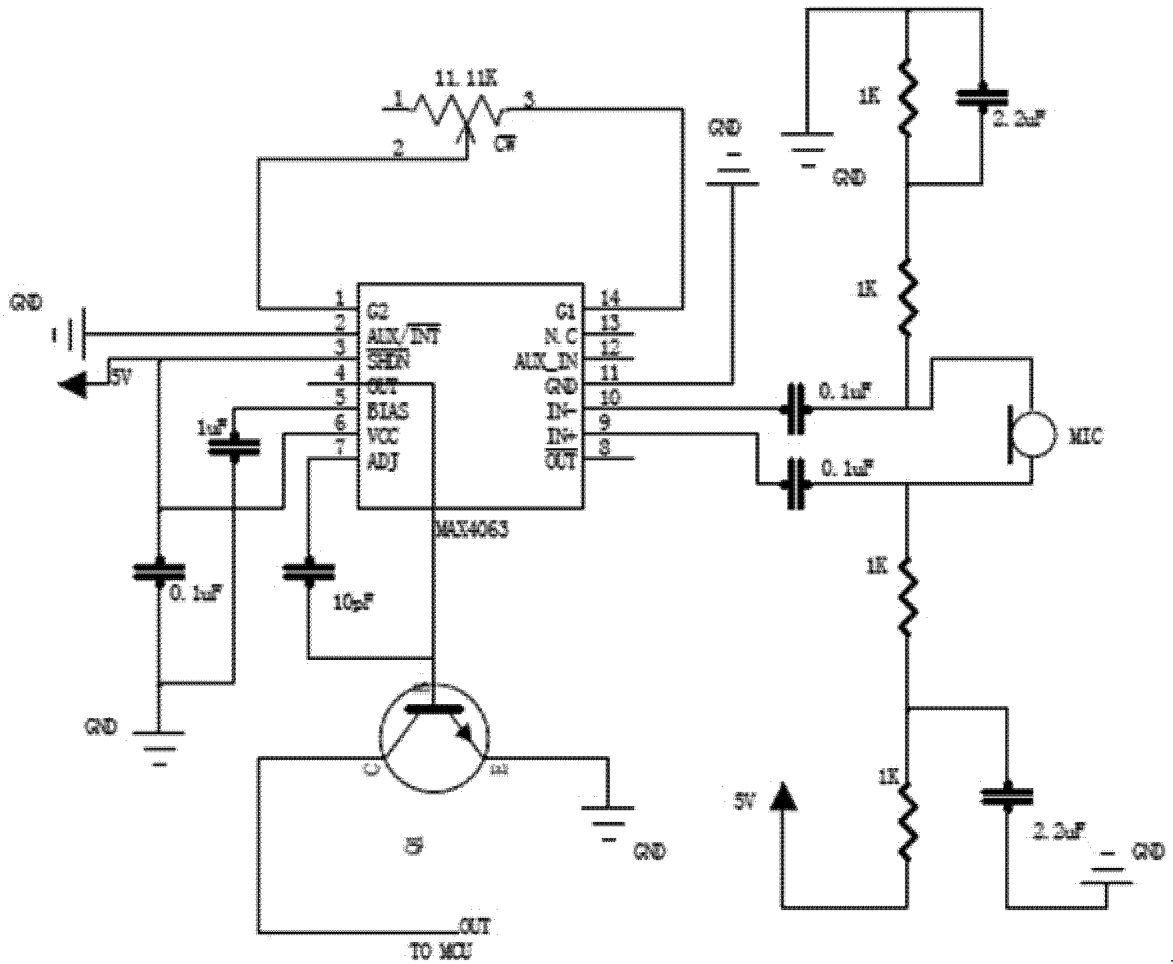 11.11K
1
3
2
CW
1K
2.2uF
GND
GND
1K
GND
1 G2
G1 14
2 AUX/INT
N.C 13
3 SHDN
AUX_IN 12
5V
4 OUT
GND 11
5 BIAS
IN- 10
6 VCC
IN+ 9
7 ADJ
OUT 8
0.1uF
MIC
1uF
0.1uF
MAX4063
0.1uF
10pF
1K
GND
C
E
1K
5V
2.2uF
GND
GND
OUT
TO MCU